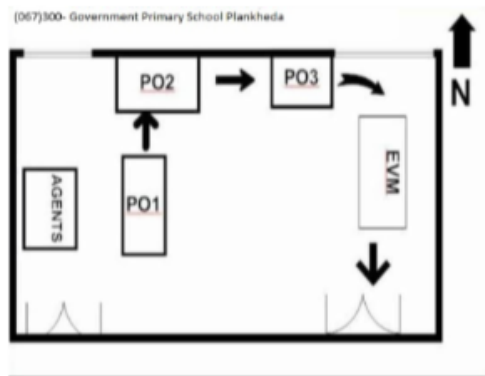 (067)300- Government Primary School Plankheda
N
PO2
PO3
EVM
AGENTS
PO1